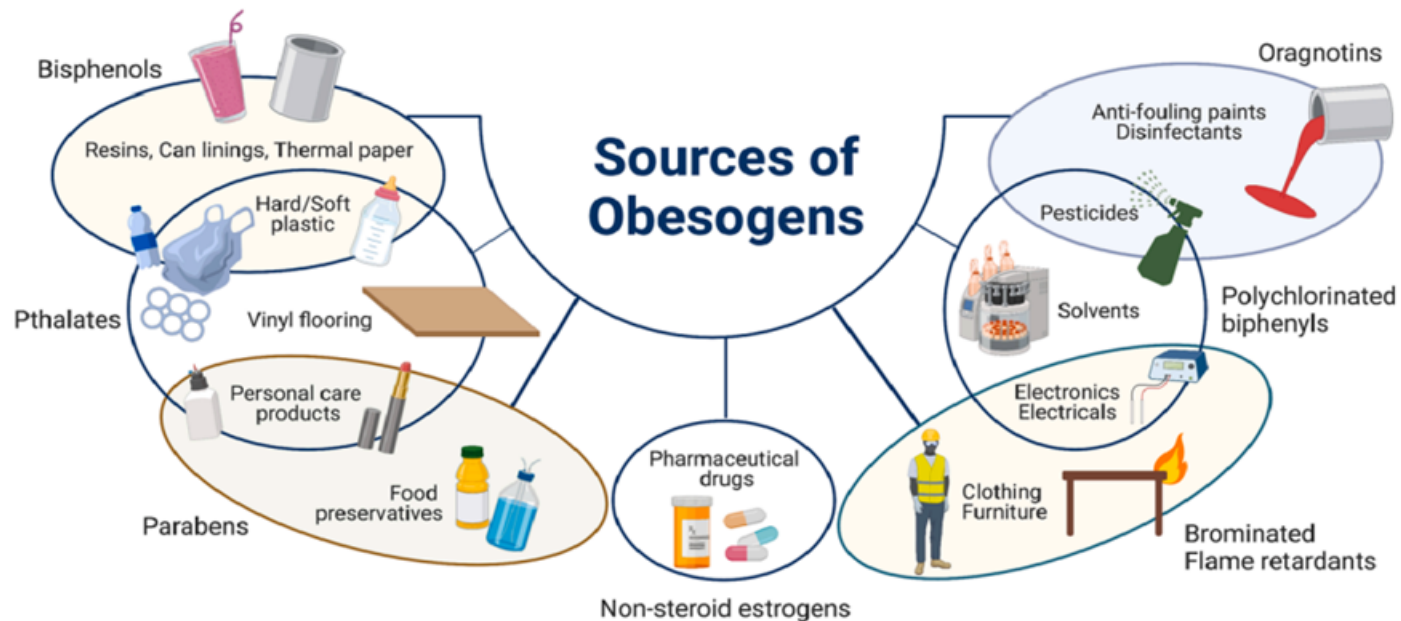 Sources of
Obesogens
Bisphenols
Resins, Can linings, Thermal paper
Hard/Soft
plastic
Pthalates
Vinyl flooring
Personal care
products
Food
preservatives
Parabens
Pharmaceutical
drugs
Non-steroid estrogens
Oragnotins
Anti-fouling paints
Disinfectants
Pesticides
Solvents
Polychlorinated
biphenyls
Electronics
Electricals
Clothing
Furniture
Brominated
Flame retardants